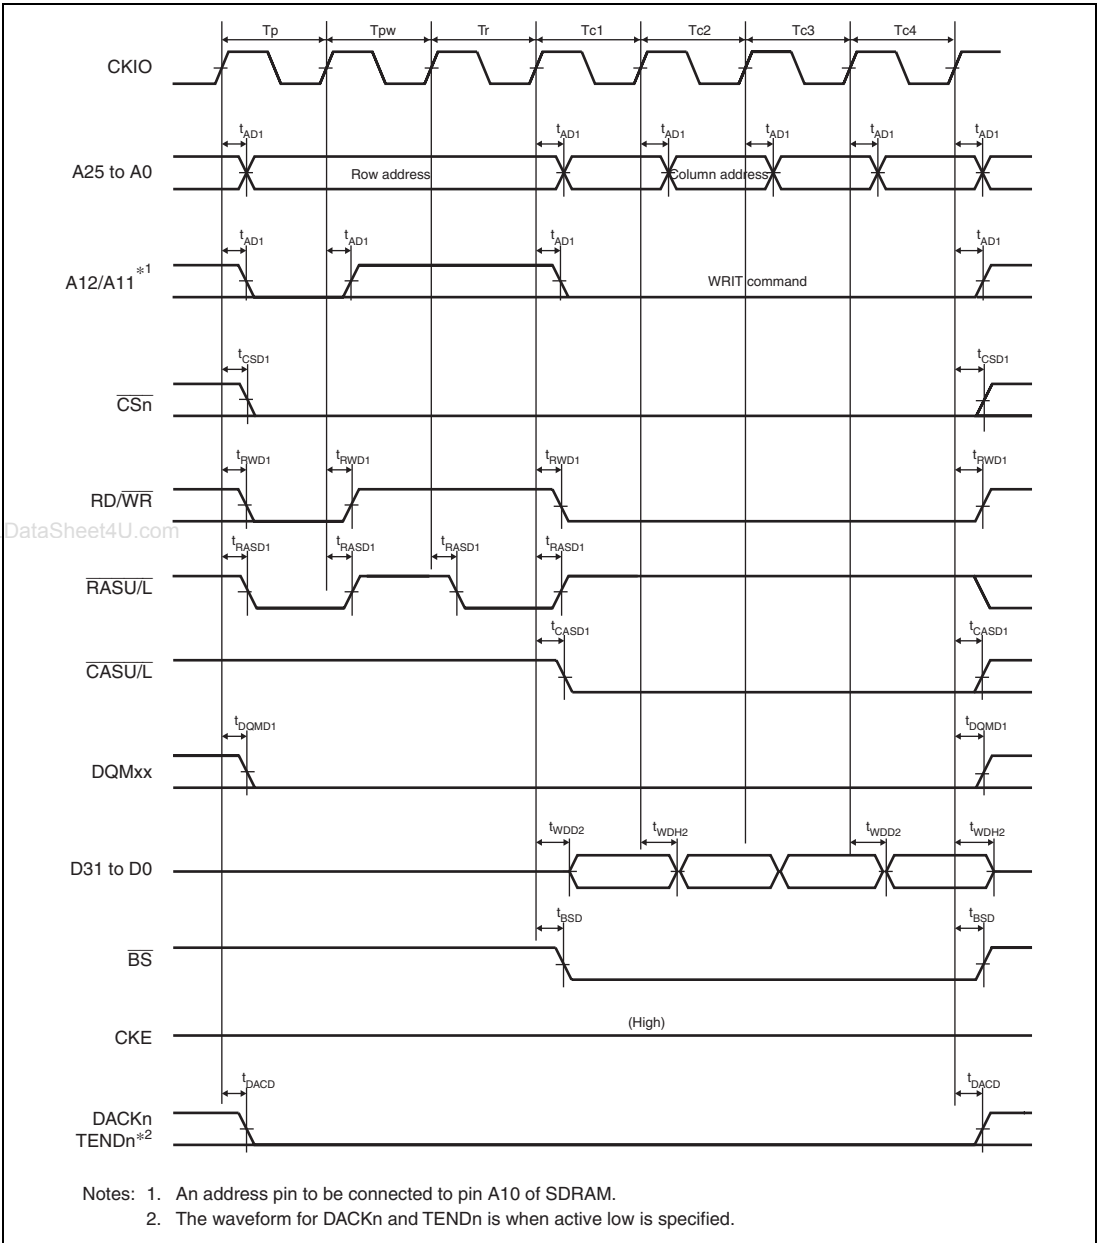 Tp Tpw Tr Tc1 Tc2 Tc3 Tc4
CKIO
tAD1 tAD1 tAD1 tAD1 tAD1 tAD1
A25 to A0 Row address Column address
tAD1 tAD1 tAD1 tAD1
A12/A11*1 WRIT command
tCSD1 tCSD1
CSn
tRWD1 tRWD1 tRWD1 tRWD1
RD/WR
.DataSheet4U.com
tRASD1 tRASD1 tRASD1 tRASD1
RASU/L
tCASD1 tCASD1
CASU/L
tDQMD1 tDQMD1
DQMxx
tWDD2 tWDH2 tWDD2 tWDH2
D31 to D0
tBSD tBSD
BS
(High)
CKE
tDACD tDACD
DACKn
TENDn*2
Notes: 1. An address pin to be connected to pin A10 of SDRAM.
2. The waveform for DACKn and TENDn is when active low is specified.